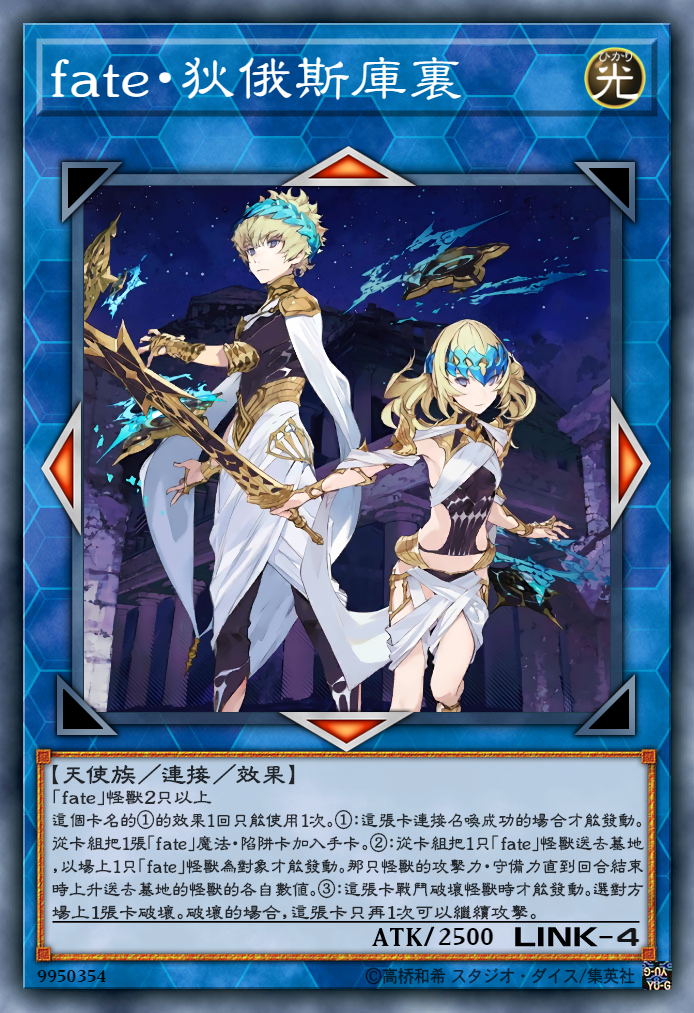 fate・狄俄斯庫裏
ひかり
光
【天使族／連接／效果】
「fate」怪獸2只以上
這個卡名的①的效果1回只能使用1次。①：這張卡連接召喚成功的場合才能發動。
從卡組把1張「fate」魔法・陷阱卡加入手卡。②：從卡組把1只「fate」怪獸送去墓地
，以場上1只「fate」怪獸為對象才能發動。那只怪獸的攻擊力・守備力直到回合結束
時上升送去墓地的怪獸的各自數值。③：這張卡戰鬥破壞怪獸時才能發動。選對方
場上1張卡破壞。破壞的場合，這張卡只再1次可以繼續攻擊。
ATK/2500 LINK-4
9950354 ©高桥和希 スタジオ・ダイス/集英社
YU-G
YU-G